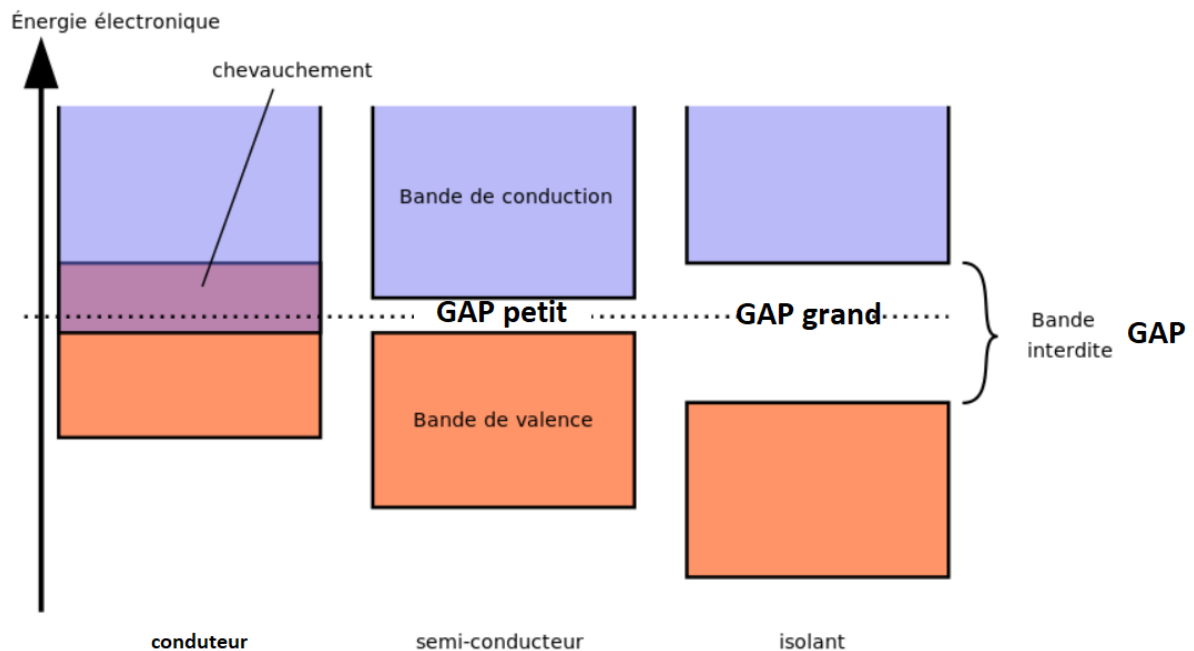 Énergie électronique
chevauchement
Bande de conduction
GAP petit
GAP grand
Bande
interdite
GAP
Bande de valence
conduteur
semi-conducteur
isolant